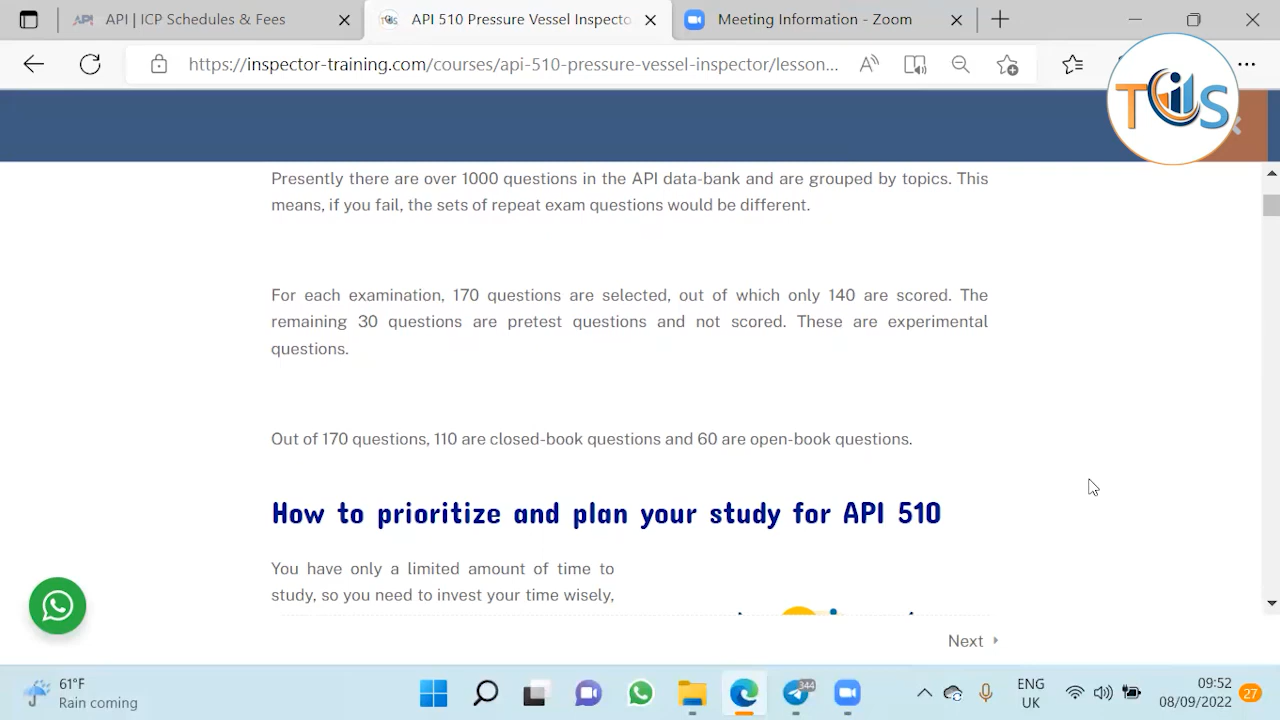 API | ICP Schedules & Fees
API 510 Pressure Vessel Inspecto
Meeting Information - Zoom
https://inspector-training.com/courses/api-510-pressure-vessel-inspector/lesson...
TIS
Presently there are over 1000 questions in the API data-bank and are grouped by topics. This
means, if you fail, the sets of repeat exam questions would be different.
For each examination, 170 questions are selected, out of which only 140 are scored. The
remaining 30 questions are pretest questions and not scored. These are experimental
questions.
Out of 170 questions, 110 are closed-book questions and 60 are open-book questions.
How to prioritize and plan your study for API 510
You have only a limited amount of time to
study, so you need to invest your time wisely,
Next
61°F
Rain coming
344
ENG
UK
09:52
08/09/2022
27